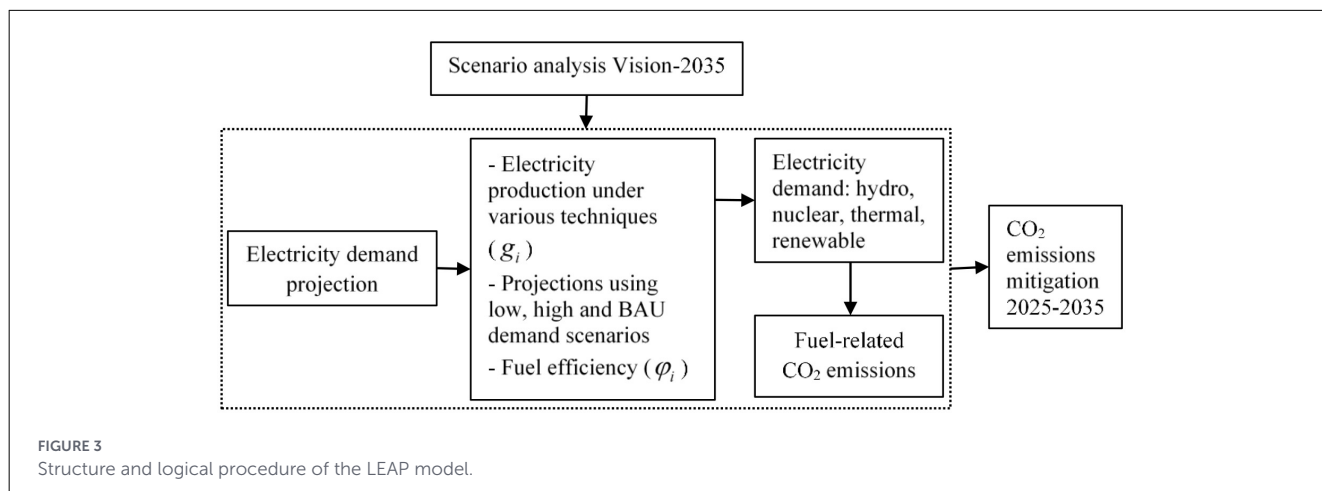 Scenario analysis Vision-2035
Electricity demand
projection
- Electricity
production under
various techniques
(g_i)
- Projections using
low, high and BAU
demand scenarios
- Fuel efficiency (φ_i)
Electricity
demand: hydro,
nuclear, thermal,
renewable
Fuel-related
CO₂ emissions
CO₂
emissions
mitigation
2025-2035
FIGURE 3
Structure and logical procedure of the LEAP model.